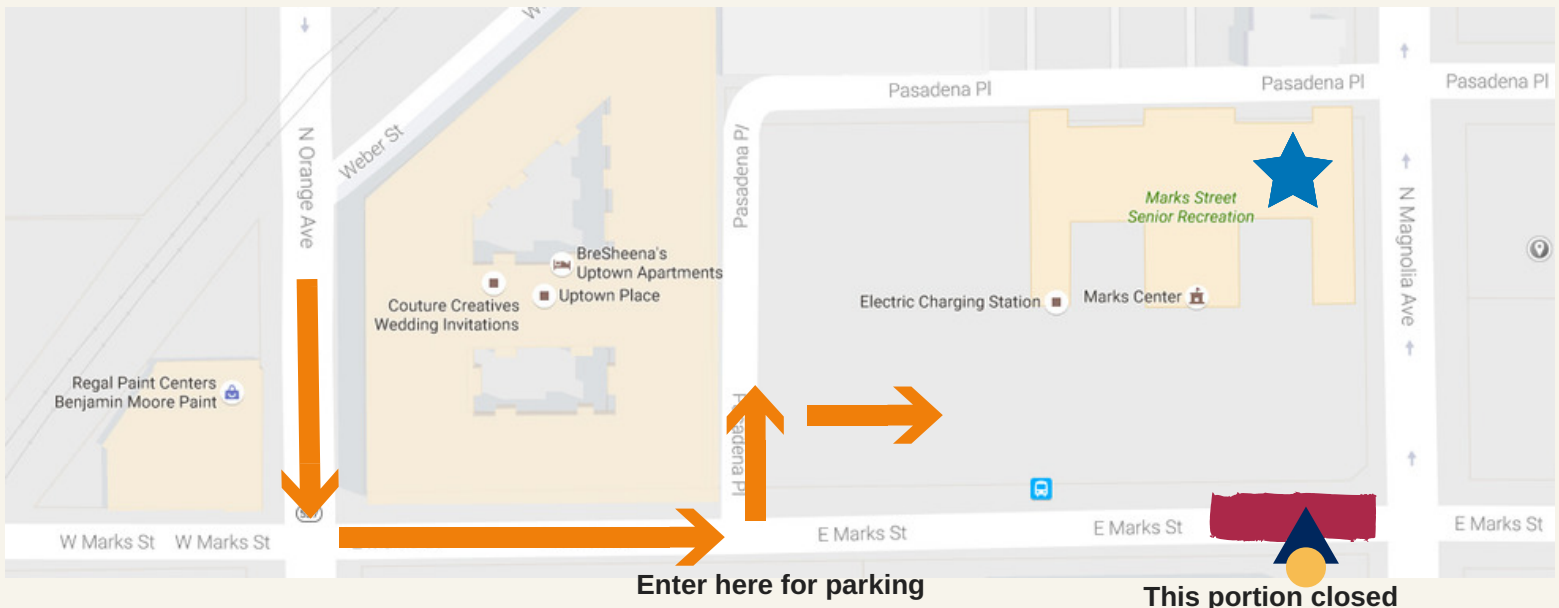 W
Pasadena Pl
Pasadena Pl
Pasadena Pl
N Orange Ave
Weber St
Pasadena Pl
Marks Street
Senior Recreation
N Magnolia Ave
BreSheena's
Uptown Apartments
Uptown Place
Couture Creatives
Wedding Invitations
Electric Charging Station
Marks Center
Regal Paint Centers
Benjamin Moore Paint
Pasadena Pl
W Marks St
W Marks St
E Marks St
E Marks St
E Marks St
Enter here for parking
This portion closed